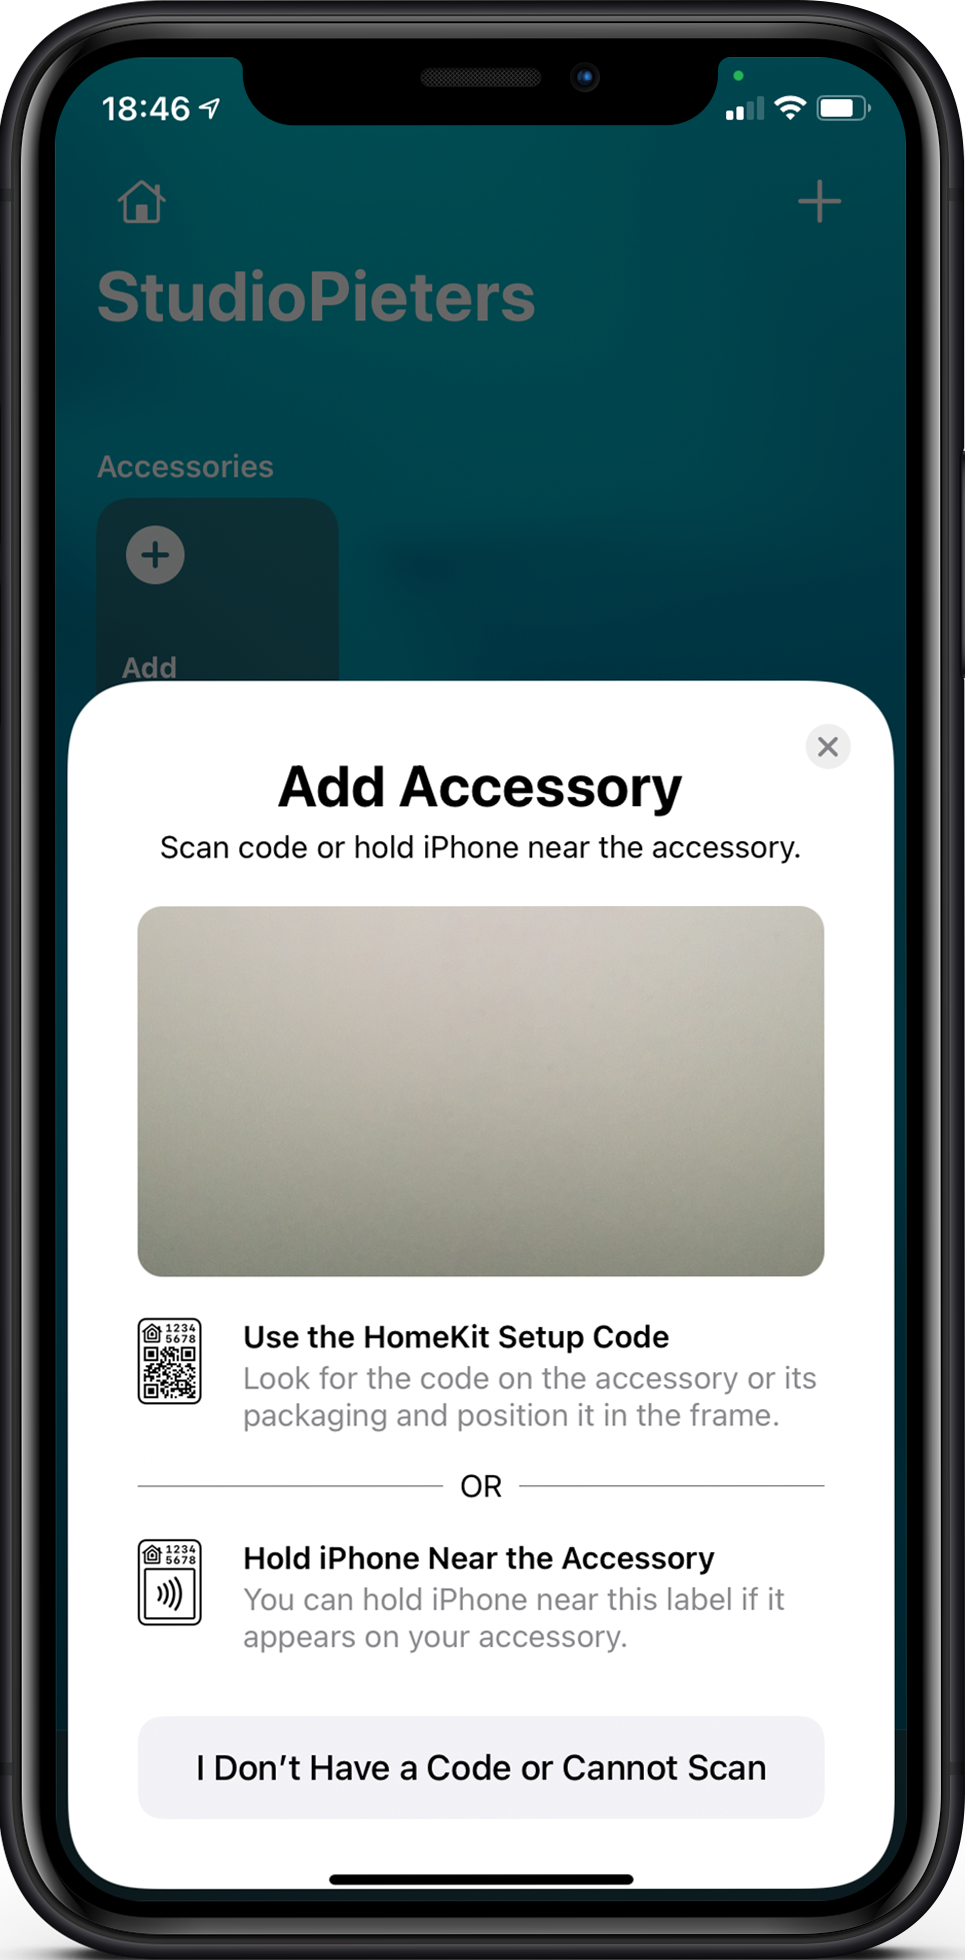 18:46
StudioPieters
Accessories
Add
Add Accessory
Scan code or hold iPhone near the accessory.
1234
5678
Use the HomeKit Setup Code
Look for the code on the accessory or its
packaging and position it in the frame.
OR
1234
5678
Hold iPhone Near the Accessory
You can hold iPhone near this label if it
appears on your accessory.
I Don’t Have a Code or Cannot Scan